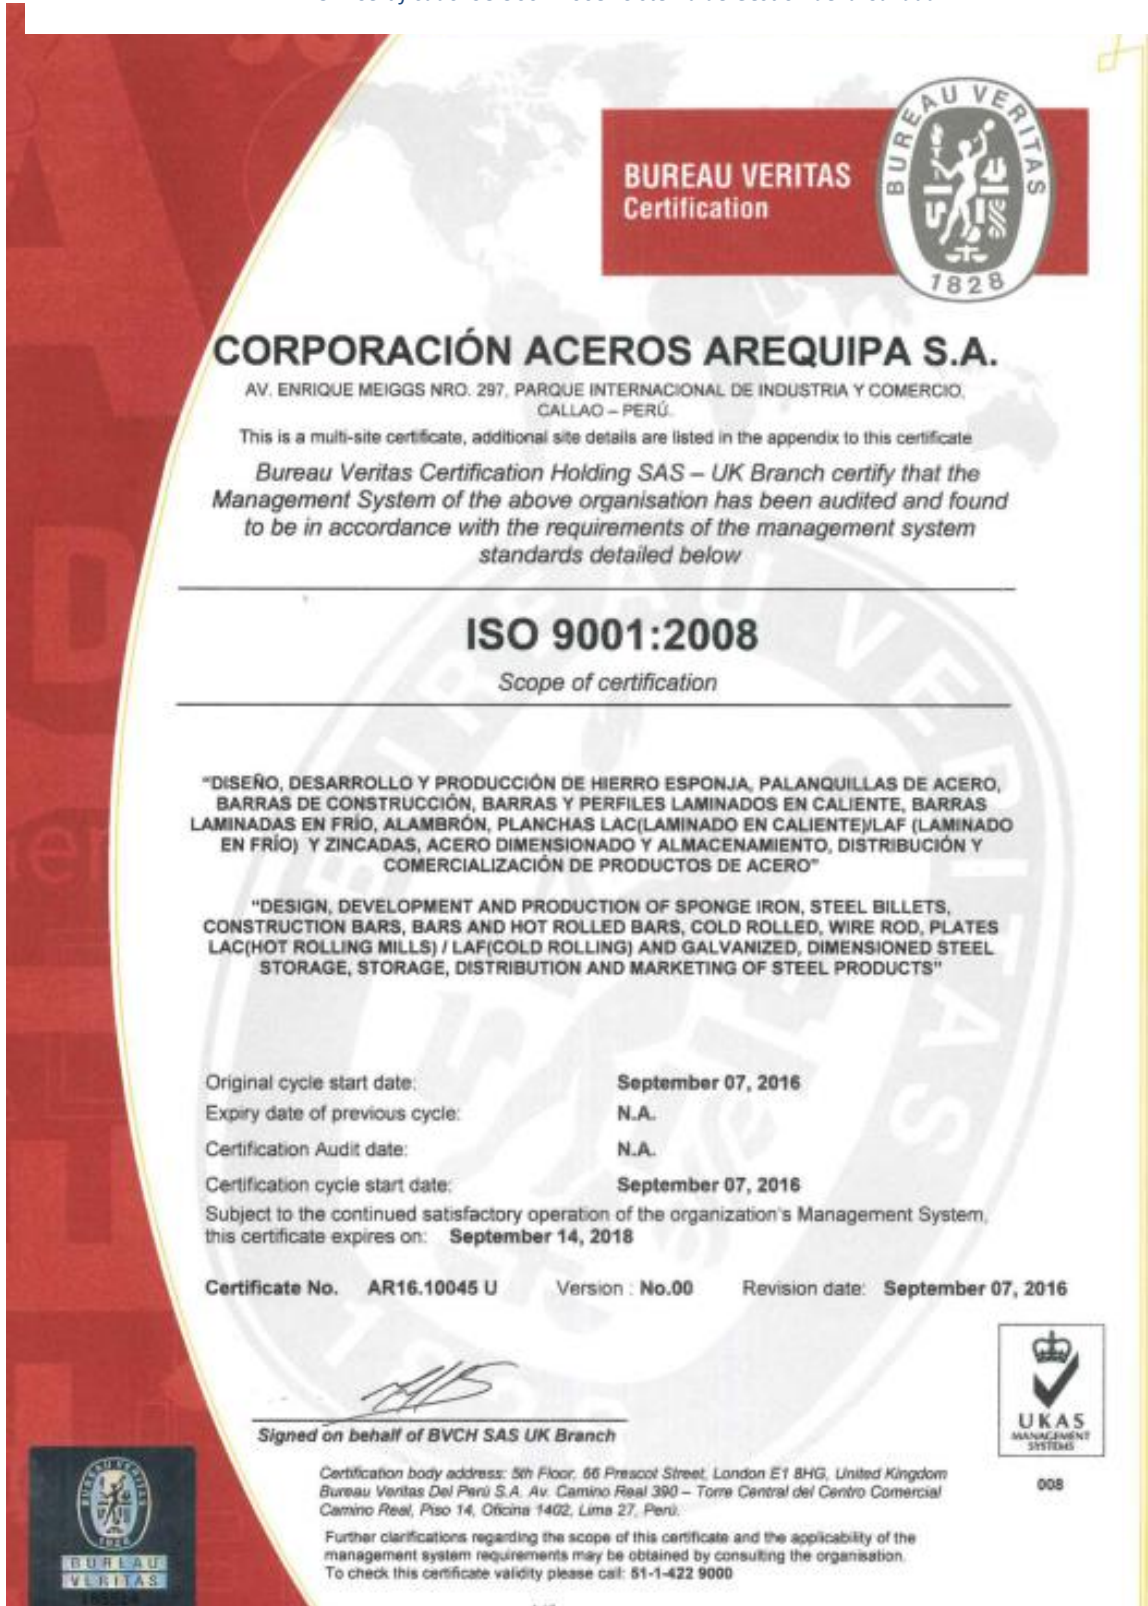 BUREAU VERITAS
Certification
BUREAU VERITAS
1828
CORPORACIÓN ACEROS AREQUIPA S.A.
AV. ENRIQUE MEIGGS NRO. 297, PARQUE INTERNACIONAL DE INDUSTRIA Y COMERCIO,
CALLAO – PERÚ.
This is a multi-site certificate, additional site details are listed in the appendix to this certificate
Bureau Veritas Certification Holding SAS – UK Branch certify that the
Management System of the above organisation has been audited and found
to be in accordance with the requirements of the management system
standards detailed below
ISO 9001:2008
Scope of certification
“DISEÑO, DESARROLLO Y PRODUCCIÓN DE HIERRO ESPONJA, PALANQUILLAS DE ACERO,
BARRAS DE CONSTRUCCIÓN, BARRAS Y PERFILES LAMINADOS EN CALIENTE, BARRAS
LAMINADAS EN FRÍO, ALAMBRÓN, PLANCHAS LAC(LAMINADO EN CALIENTE)/LAF (LAMINADO
EN FRÍO) Y ZINCADAS, ACERO DIMENSIONADO Y ALMACENAMIENTO, DISTRIBUCIÓN Y
COMERCIALIZACIÓN DE PRODUCTOS DE ACERO”
“DESIGN, DEVELOPMENT AND PRODUCTION OF SPONGE IRON, STEEL BILLETS,
CONSTRUCTION BARS, BARS AND HOT ROLLED BARS, COLD ROLLED, WIRE ROD, PLATES
LAC(HOT ROLLING MILLS) / LAF(COLD ROLLING) AND GALVANIZED, DIMENSIONED STEEL
STORAGE, STORAGE, DISTRIBUTION AND MARKETING OF STEEL PRODUCTS”
Original cycle start date: September 07, 2016
Expiry date of previous cycle: N.A.
Certification Audit date: N.A.
Certification cycle start date: September 07, 2016
Subject to the continued satisfactory operation of the organization's Management System,
this certificate expires on: September 14, 2018
Certificate No. AR16.10045 U Version : No.00 Revision date: September 07, 2016
Signed on behalf of BVCH SAS UK Branch
UKAS
MANAGEMENT
SYSTEMS
008
Certification body address: 5th Floor, 66 Prescot Street, London E1 8HG, United Kingdom
Bureau Veritas Del Perú S.A. Av. Camino Real 390 – Torre Central del Centro Comercial
Camino Real, Piso 14, Oficina 1402, Lima 27, Perú.
Further clarifications regarding the scope of this certificate and the applicability of the
management system requirements may be obtained by consulting the organisation.
To check this certificate validity please call: 51-1-422 9000
BUREAU
VERITAS